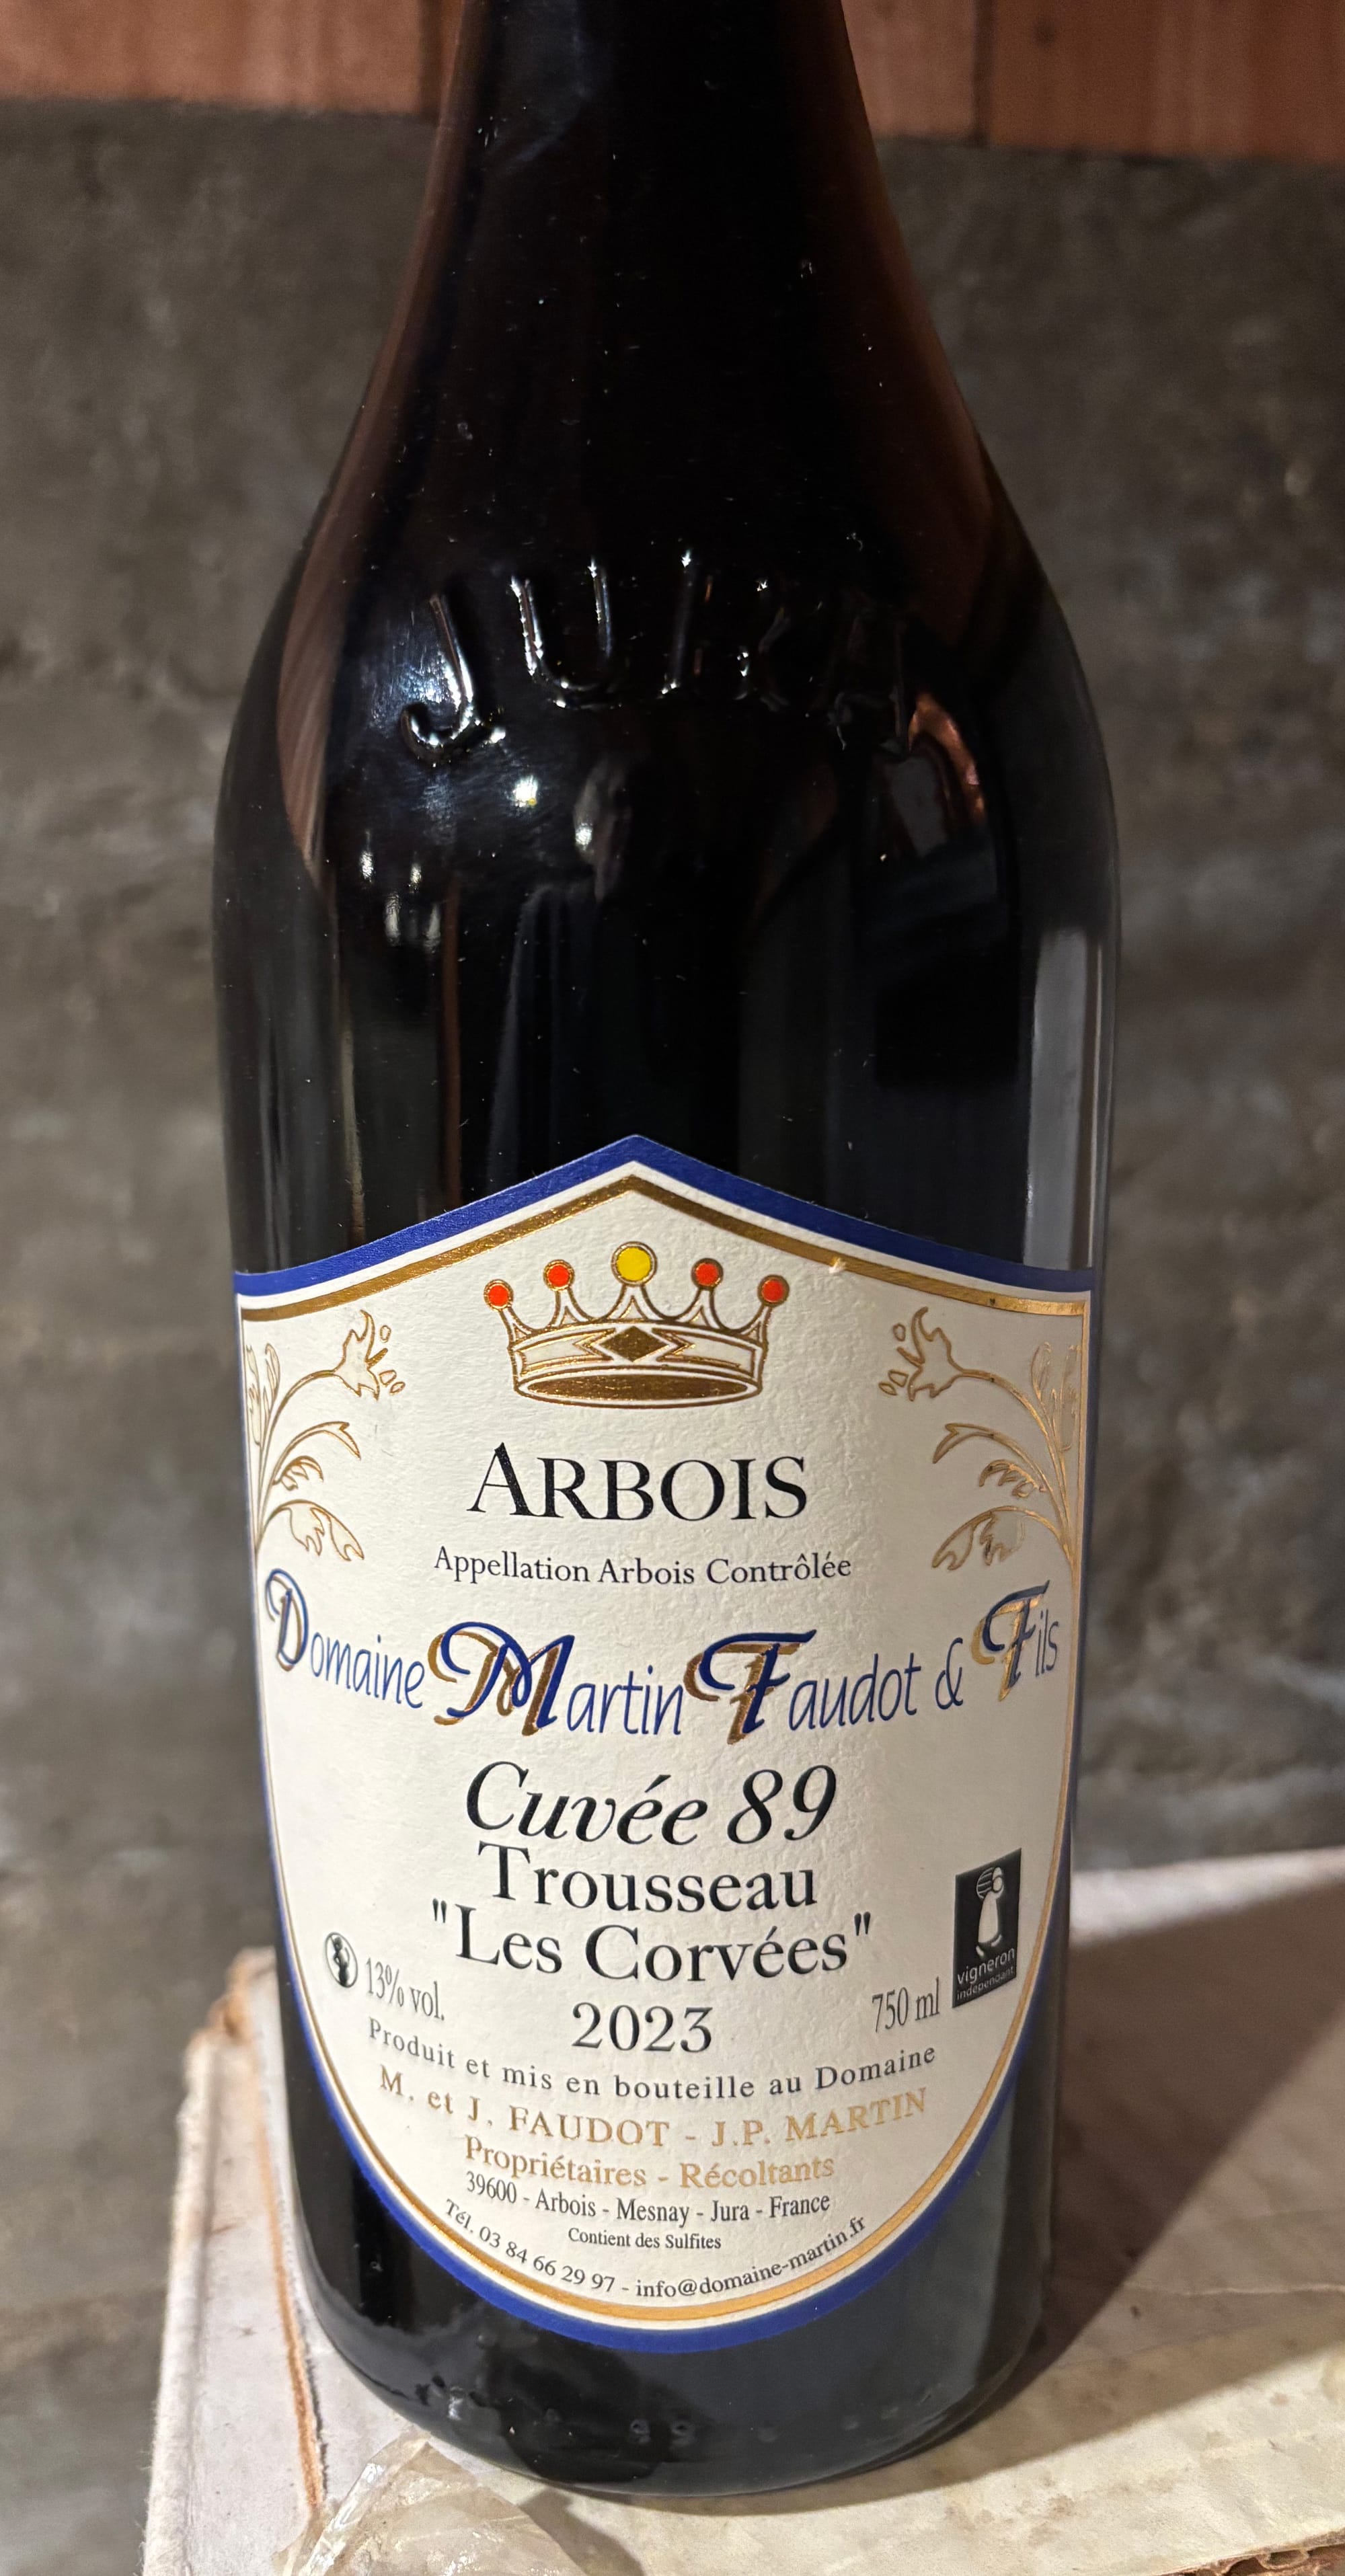 JURA
ARBOIS
Appellation Arbois Contrôlée
Domaine Martin Faudot & Fils
Cuvée 89
Trousseau
"Les Corvées"
13% vol.
2023
750 ml
vigneron
indépendant
Produit et mis en bouteille au Domaine
M. et J. FAUDOT - J.P. MARTIN
Propriétaires - Récoltants
39600 - Arbois - Mesnay - Jura - France
Contient des Sulfites
Tél. 03 84 66 29 97 - info@domaine-martin.fr